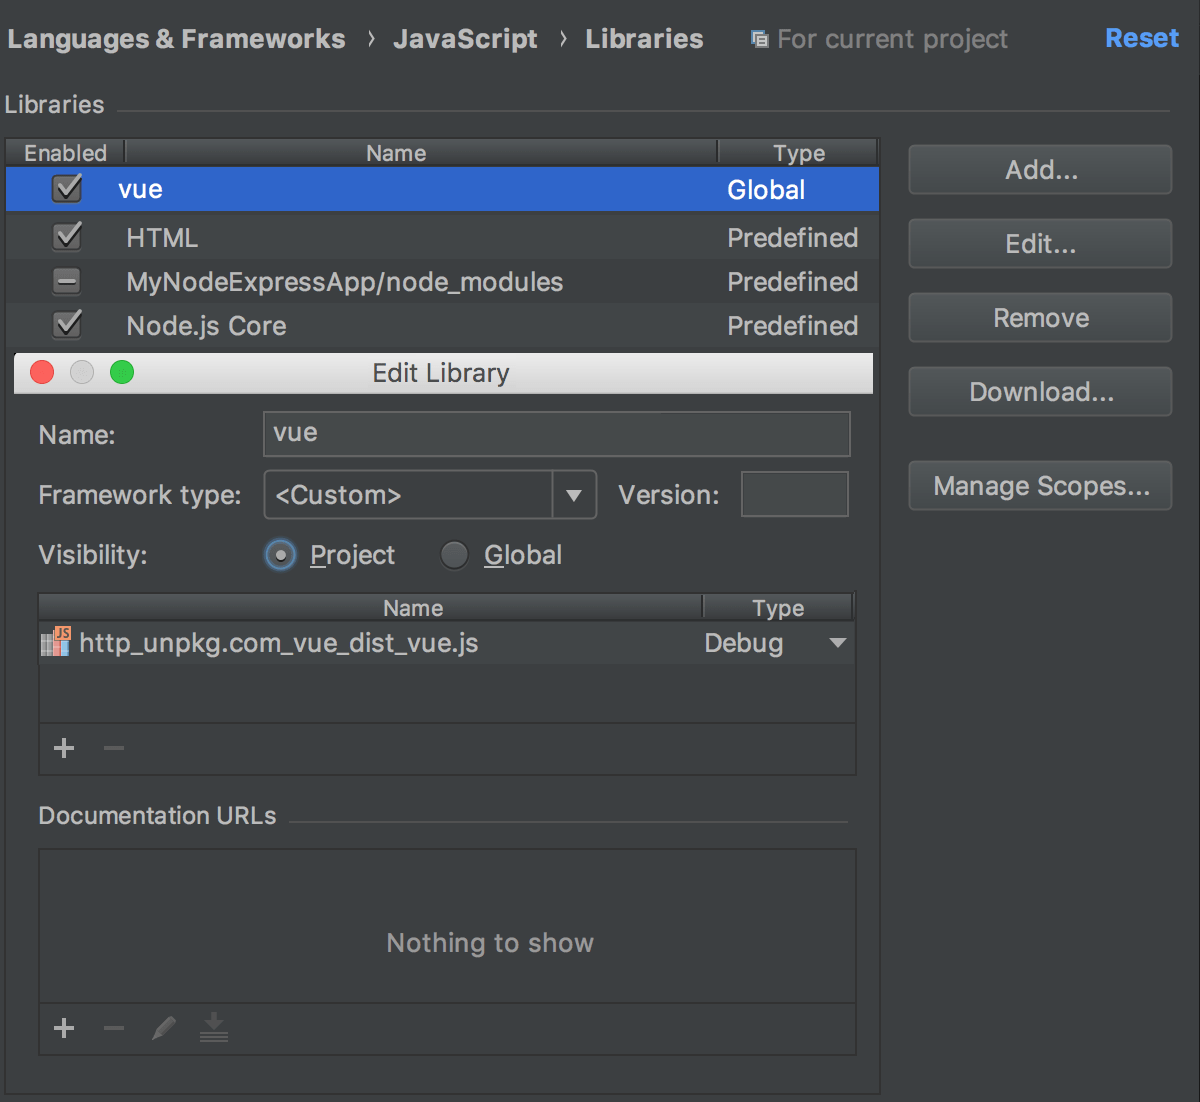 Languages & Frameworks › JavaScript › Libraries For current project Reset
Libraries
Enabled Name Type
vue Global
HTML Predefined
MyNodeExpressApp/node_modules Predefined
Node.js Core Predefined
Add...
Edit...
Remove
Download...
Manage Scopes...
Edit Library
Name: vue
Framework type: <Custom> Version:
Visibility: Project Global
Name Type
JS http_unpkg.com_vue_dist_vue.js Debug
Documentation URLs
Nothing to show